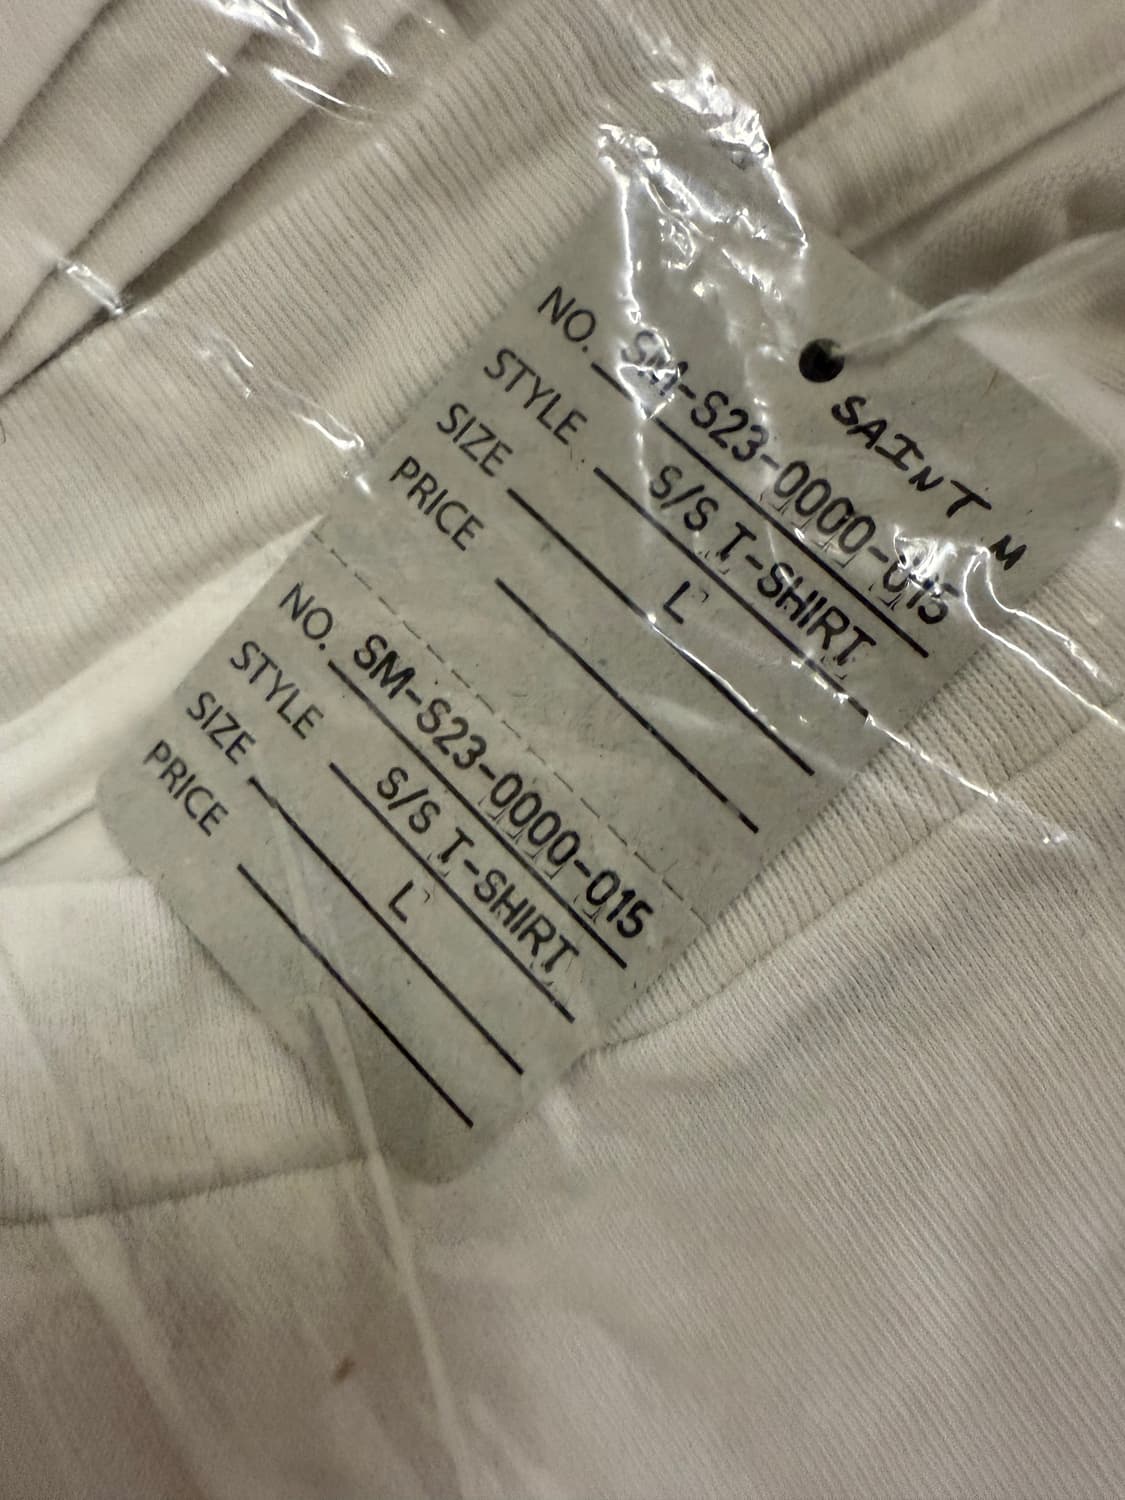 SAINT M
NO. SM-S23-0000-015
STYLE S/S T-SHIRT
SIZE L
PRICE
NO. SM-S23-0000-015
STYLE S/S T-SHIRT
SIZE L
PRICE